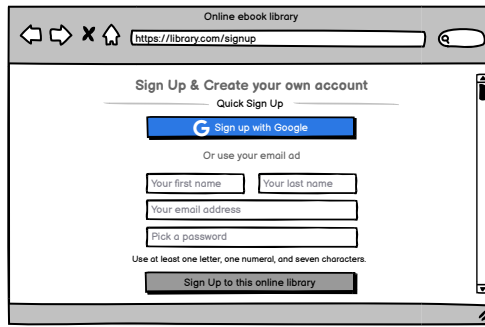 Online ebook library
https://library.com/signup
Sign Up & Create your own account
Quick Sign Up
G Sign up with Google
Or use your email ad
Your first name Your last name
Your email address
Pick a password
Use at least one letter, one numeral, and seven characters.
Sign Up to this online library